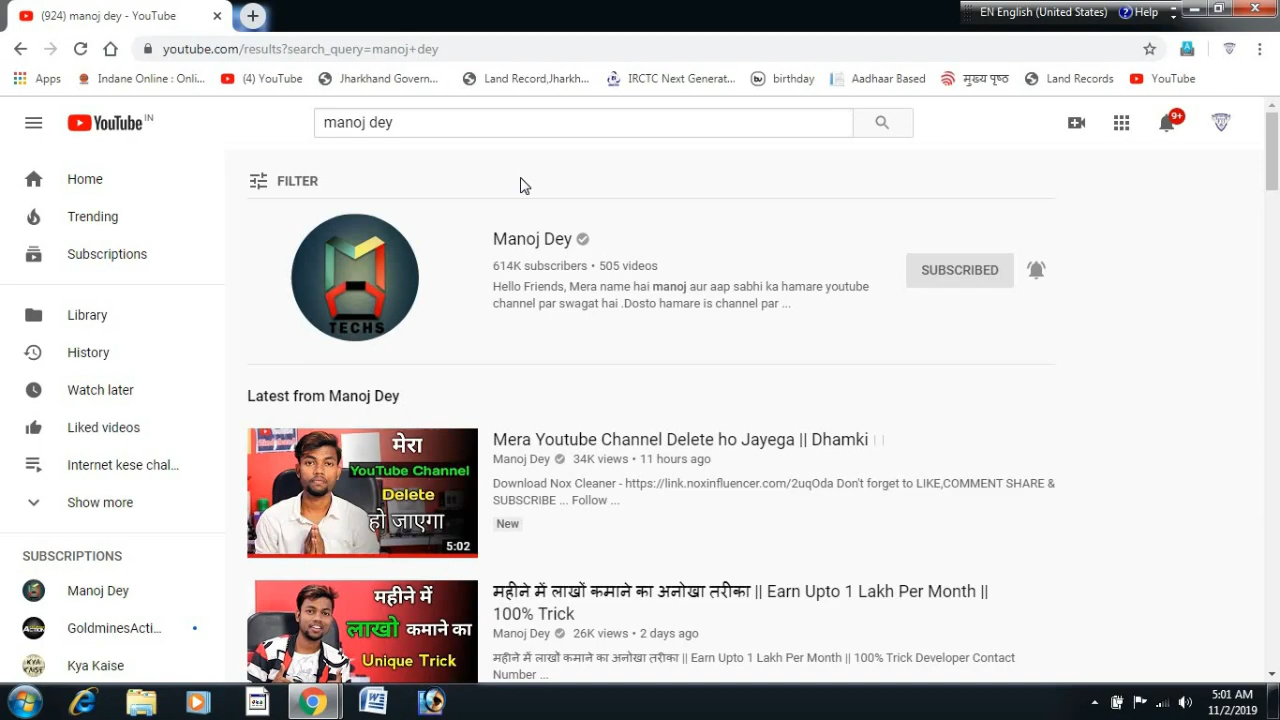 (924) manoj dey - YouTube
EN English (United States) Help
youtube.com/results?search_query=manoj+dey
Apps Indane Online : Onli... (4) YouTube Jharkhand Govern... Land Record,Jharkh... IRCTC Next Generat... birthday Aadhaar Based मुख्य पृष्ठ Land Records YouTube
YouTube IN
manoj dey
9+
Home
Trending
Subscriptions
Library
History
Watch later
Liked videos
Internet kese chal...
Show more
SUBSCRIPTIONS
Manoj Dey
GoldminesActi...
Kya Kaise
FILTER
TECHS
Manoj Dey
614K subscribers • 505 videos
Hello Friends, Mera name hai manoj aur aap sabhi ka hamare youtube
channel par swagat hai .Dosto hamare is channel par ...
SUBSCRIBED
Latest from Manoj Dey
मेरा
YouTube Channel
Delete
हो जाएगा
5:02
Mera Youtube Channel Delete ho Jayega || Dhamki
Manoj Dey 34K views • 11 hours ago
Download Nox Cleaner - https://link.noxinfluencer.com/2uqOda Don't forget to LIKE,COMMENT SHARE &
SUBSCRIBE ... Follow ...
New
महीने में
लाखों कमाने का
Unique Trick
महीने में लाखों कमाने का अनोखा तरीका || Earn Upto 1 Lakh Per Month ||
100% Trick
Manoj Dey 26K views • 2 days ago
महीने में लाखों कमाने का अनोखा तरीका || Earn Upto 1 Lakh Per Month || 100% Trick Developer Contact
Number ...
5:01 AM
11/2/2019